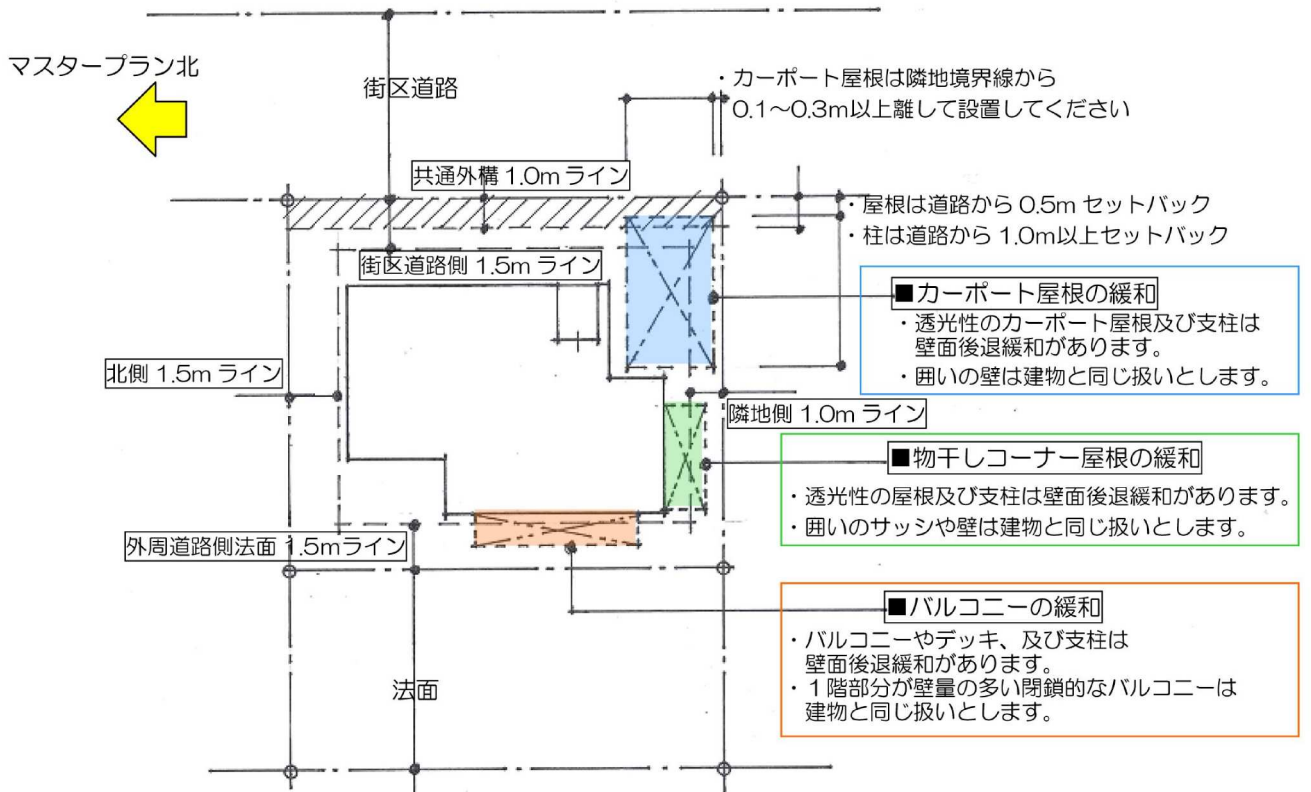 マスタープラン北
街区道路
・カーポート屋根は隣地境界線から
0.1～0.3m以上離して設置してください
共通外構 1.0m ライン
・屋根は道路から 0.5m セットバック
・柱は道路から 1.0m以上セットバック
街区道路側 1.5m ライン
■カーポート屋根の緩和
・透光性のカーポート屋根及び支柱は
壁面後退緩和があります。
・囲いの壁は建物と同じ扱いとします。
北側 1.5m ライン
隣地側 1.0m ライン
■物干しコーナー屋根の緩和
・透光性の屋根及び支柱は壁面後退緩和があります。
・囲いのサッシや壁は建物と同じ扱いとします。
外周道路側法面 1.5mライン
■バルコニーの緩和
・バルコニーやデッキ、及び支柱は
壁面後退緩和があります。
・１階部分が壁量の多い閉鎖的なバルコニーは
建物と同じ扱いとします。
法面